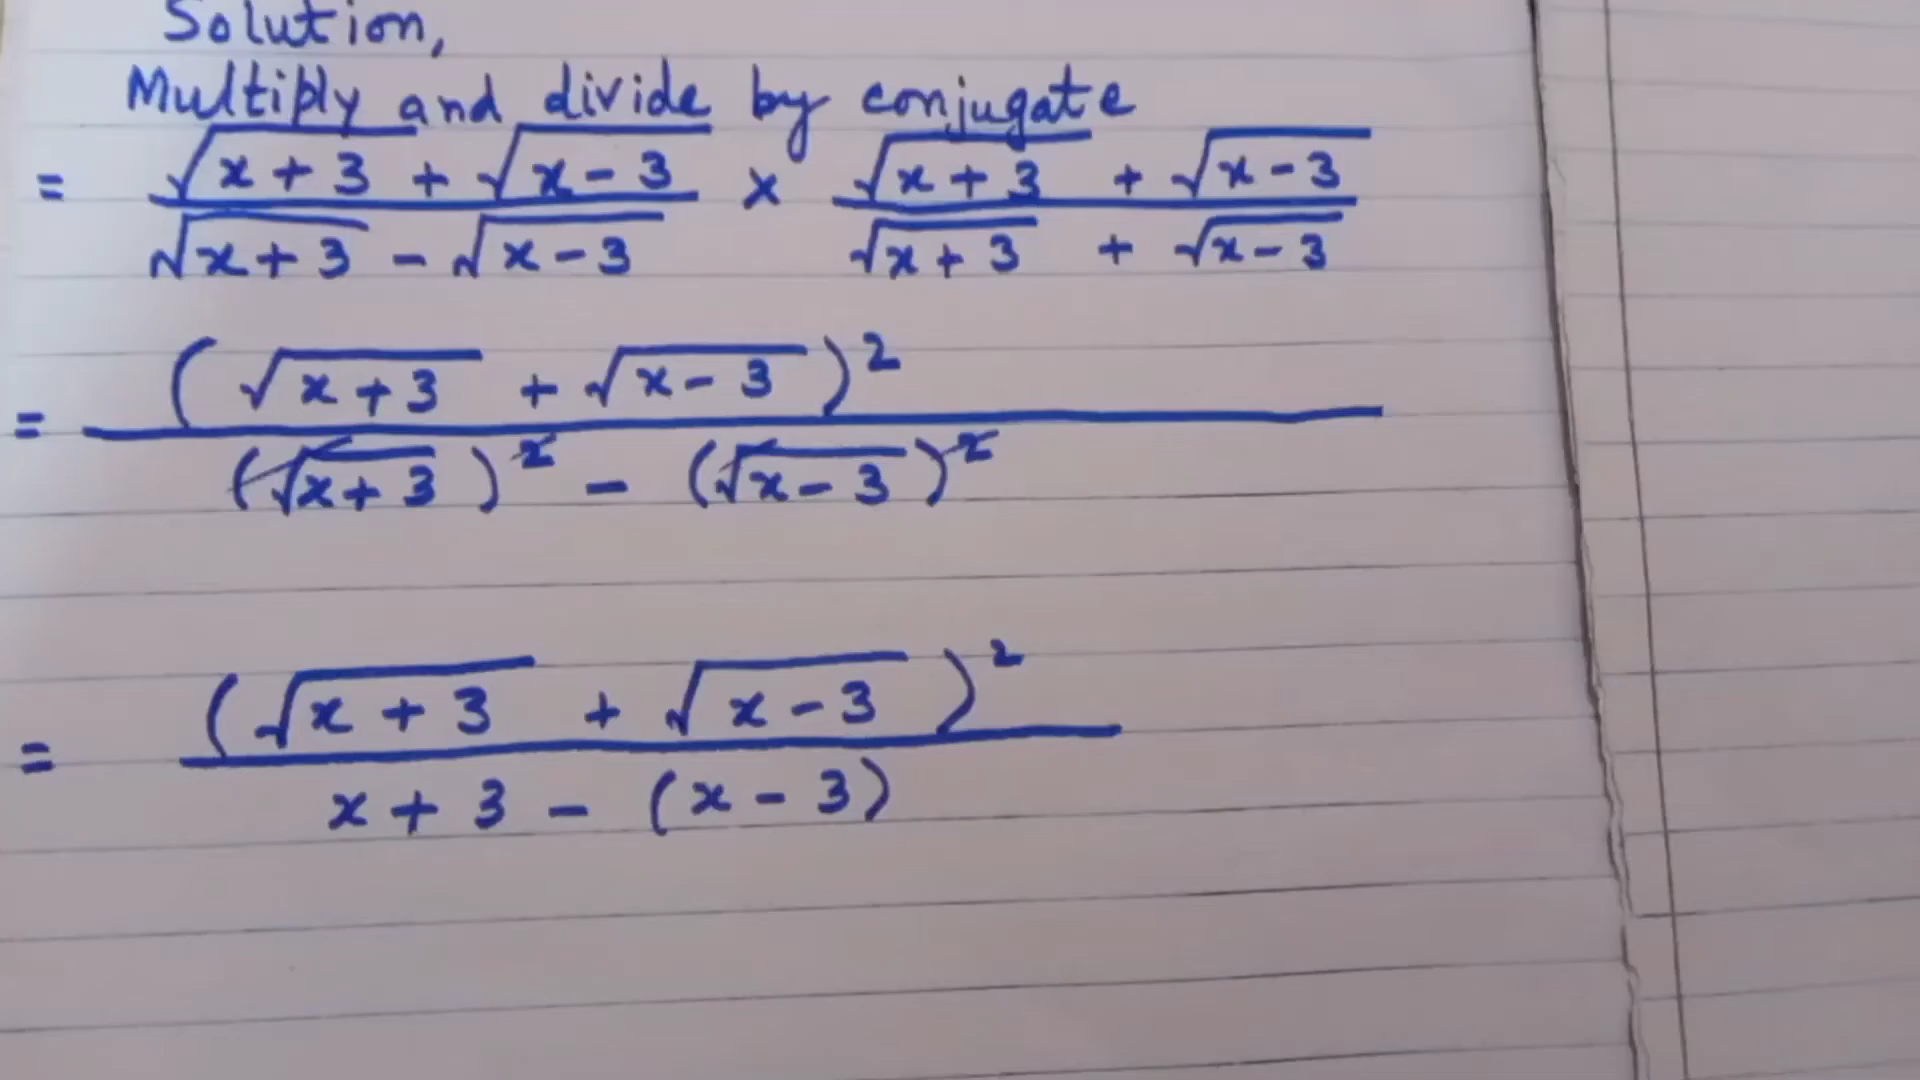 Solution,
Multiply and divide by conjugate
= (√(x + 3) + √(x - 3)) / (√(x + 3) - √(x - 3)) × (√(x + 3) + √(x - 3)) / (√(x + 3) + √(x - 3))
= (√(x + 3) + √(x - 3))² / ((√(x + 3))² - (√(x - 3))²)
= (√(x + 3) + √(x - 3))² / (x + 3 - (x - 3))